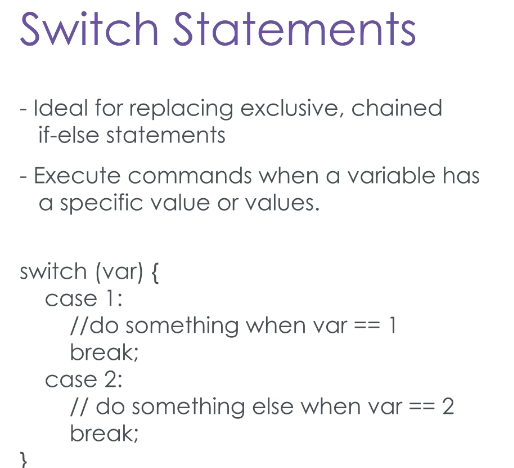 Switch Statements
- Ideal for replacing exclusive, chained
if-else statements
- Execute commands when a variable has
a specific value or values.
switch (var) {
case 1:
//do something when var == 1
break;
case 2:
// do something else when var == 2
break;
}